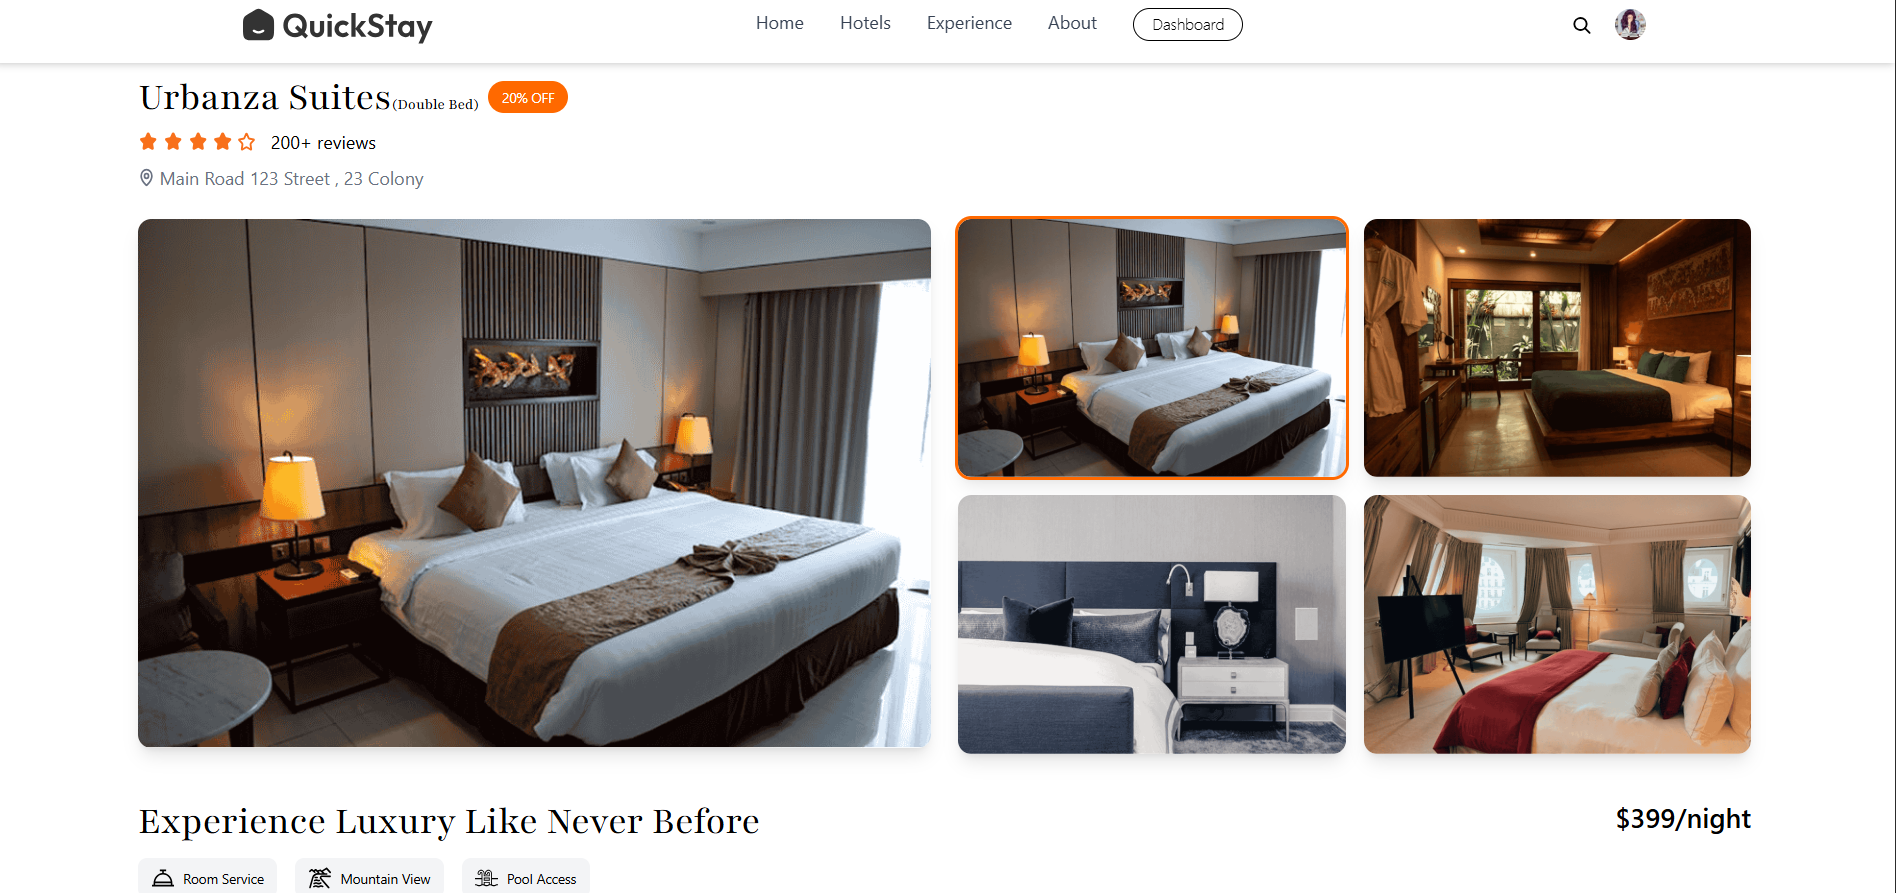 QuickStay
Home Hotels Experience About Dashboard
Urbanza Suites(Double Bed) 20% OFF
200+ reviews
Main Road 123 Street , 23 Colony
Experience Luxury Like Never Before
$399/night
Room Service Mountain View Pool Access